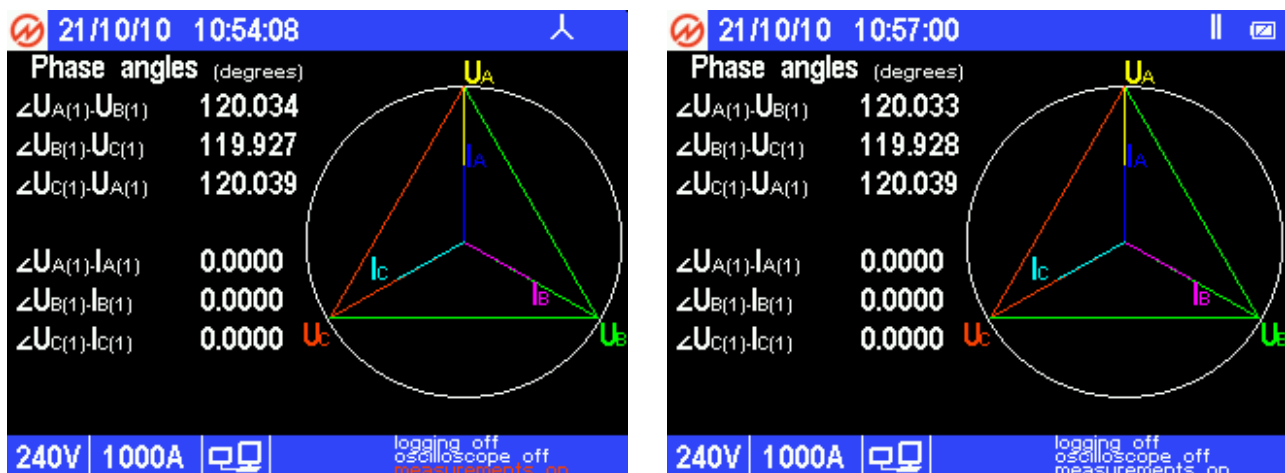 21/10/10 10:54:08
Phase angles (degrees)
∠UA(1)-UB(1) 120.034
∠UB(1)-UC(1) 119.927
∠UC(1)-UA(1) 120.039
∠UA(1)-IA(1) 0.0000
∠UB(1)-IB(1) 0.0000
∠UC(1)-IC(1) 0.0000
UA
IA
IC
IB
UC
UB
240V 1000A
logging off
oscilloscope off
measurements on
21/10/10 10:57:00
Phase angles (degrees)
∠UA(1)-UB(1) 120.033
∠UB(1)-UC(1) 119.928
∠UC(1)-UA(1) 120.039
∠UA(1)-IA(1) 0.0000
∠UB(1)-IB(1) 0.0000
∠UC(1)-IC(1) 0.0000
UA
IA
IC
IB
UC
UB
240V 1000A
logging off
oscilloscope off
measurements on